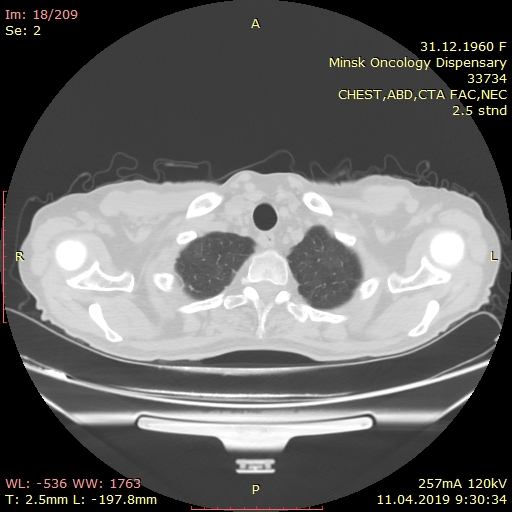 Im: 18/209
Se: 2
A
31.12.1960 F
Minsk Oncology Dispensary
33734
CHEST,ABD,CTA FAC,NEC
2.5 stnd
R
L
WL: -536 WW: 1763
T: 2.5mm L: -197.8mm
P
257mA 120kV
11.04.2019 9:30:34